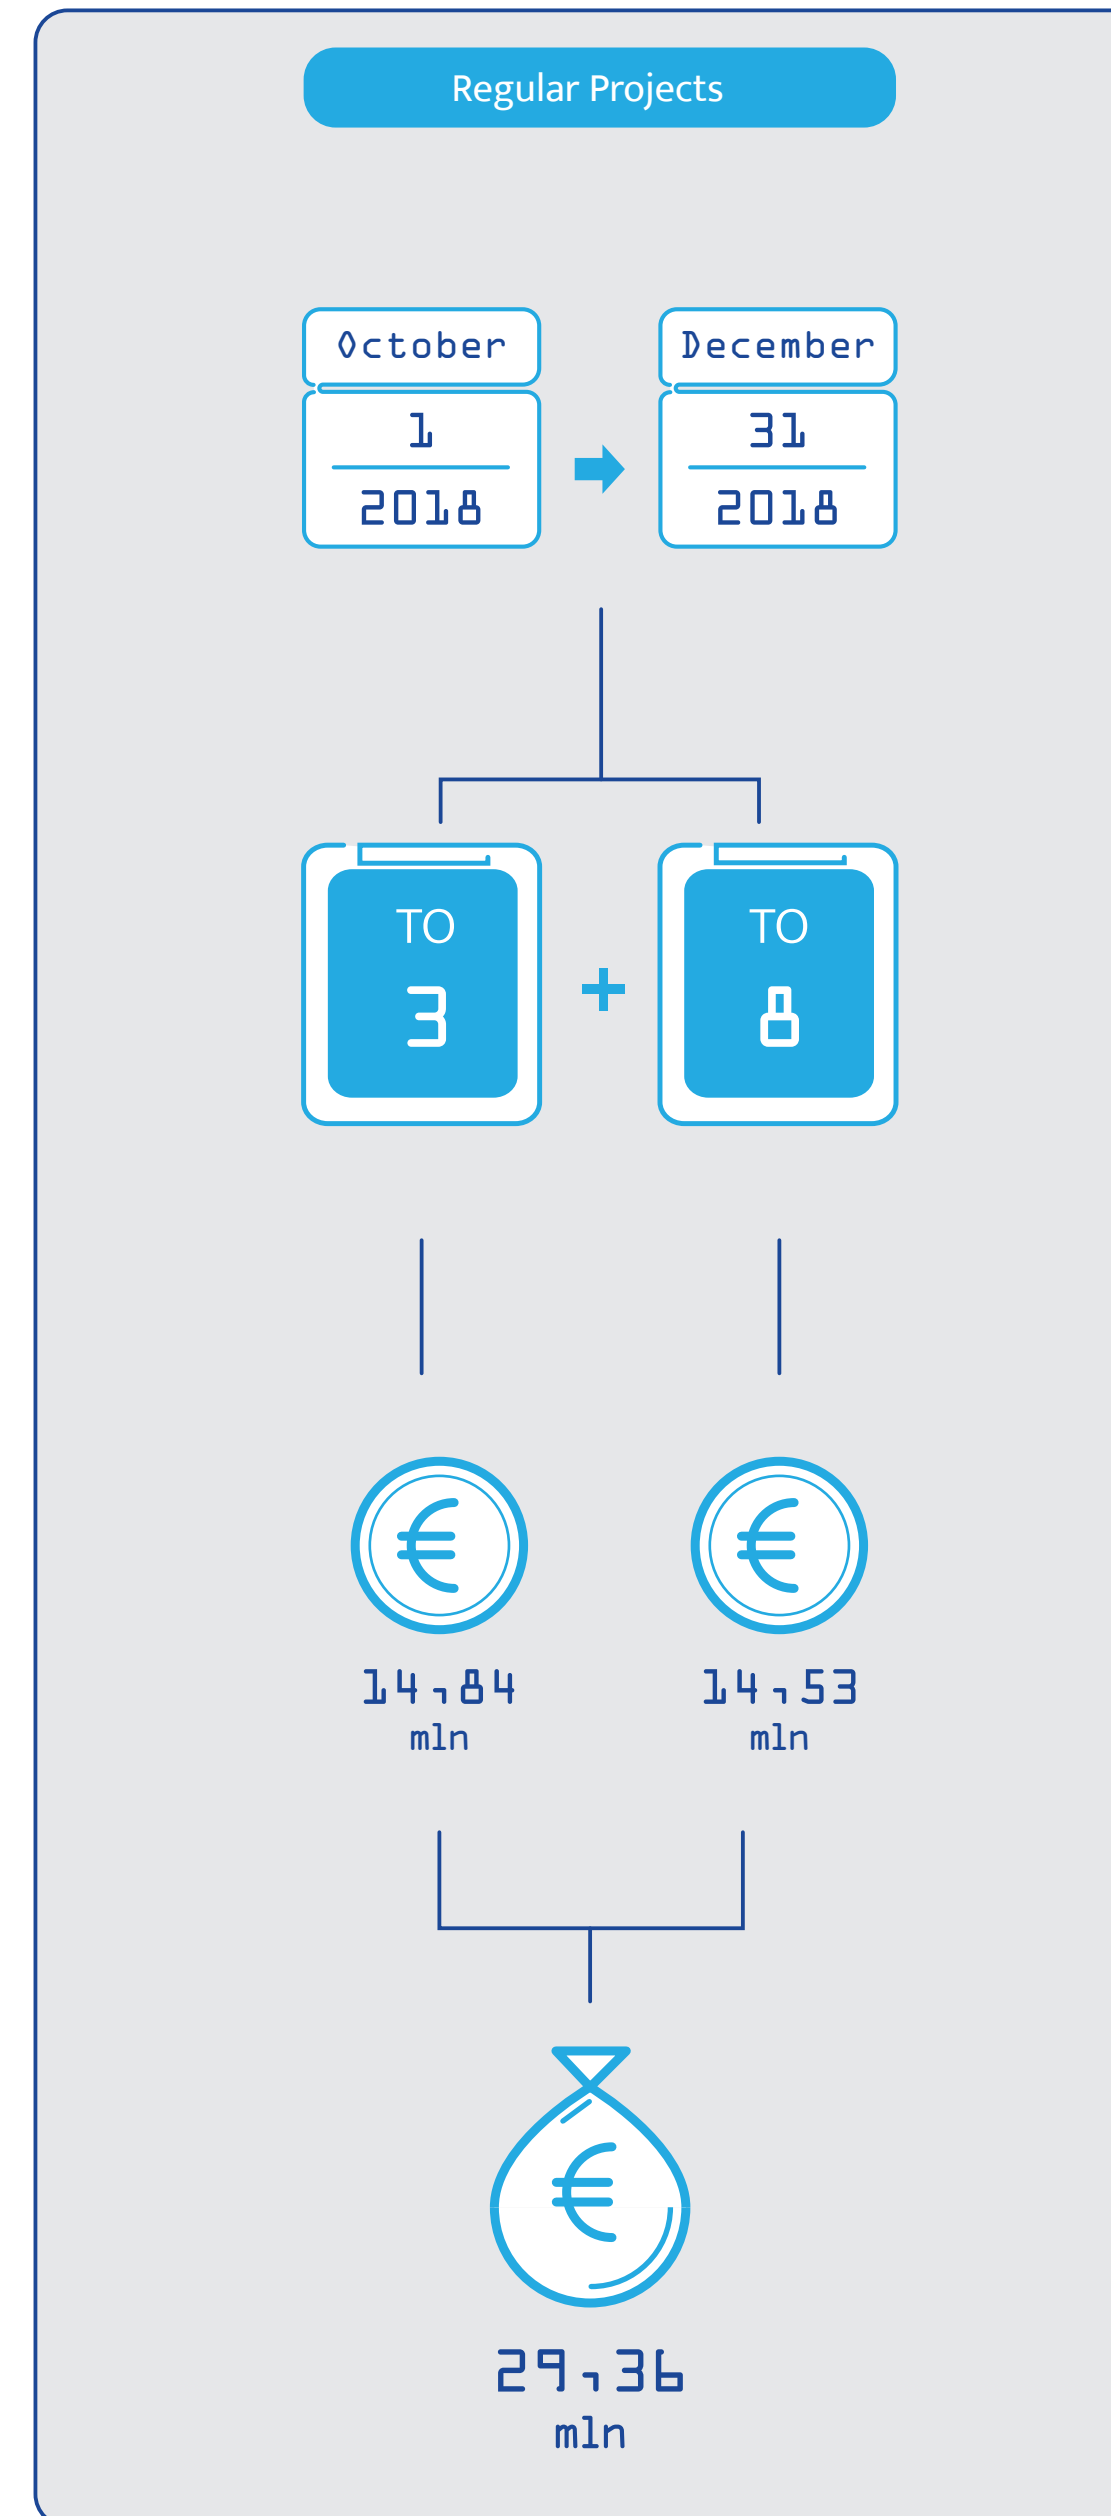 Regular Projects
October
December
1
31
2018
2018
TO
3
+
TO
8
€
€
14,84
mln
14,53
mln
€
29,36
mln